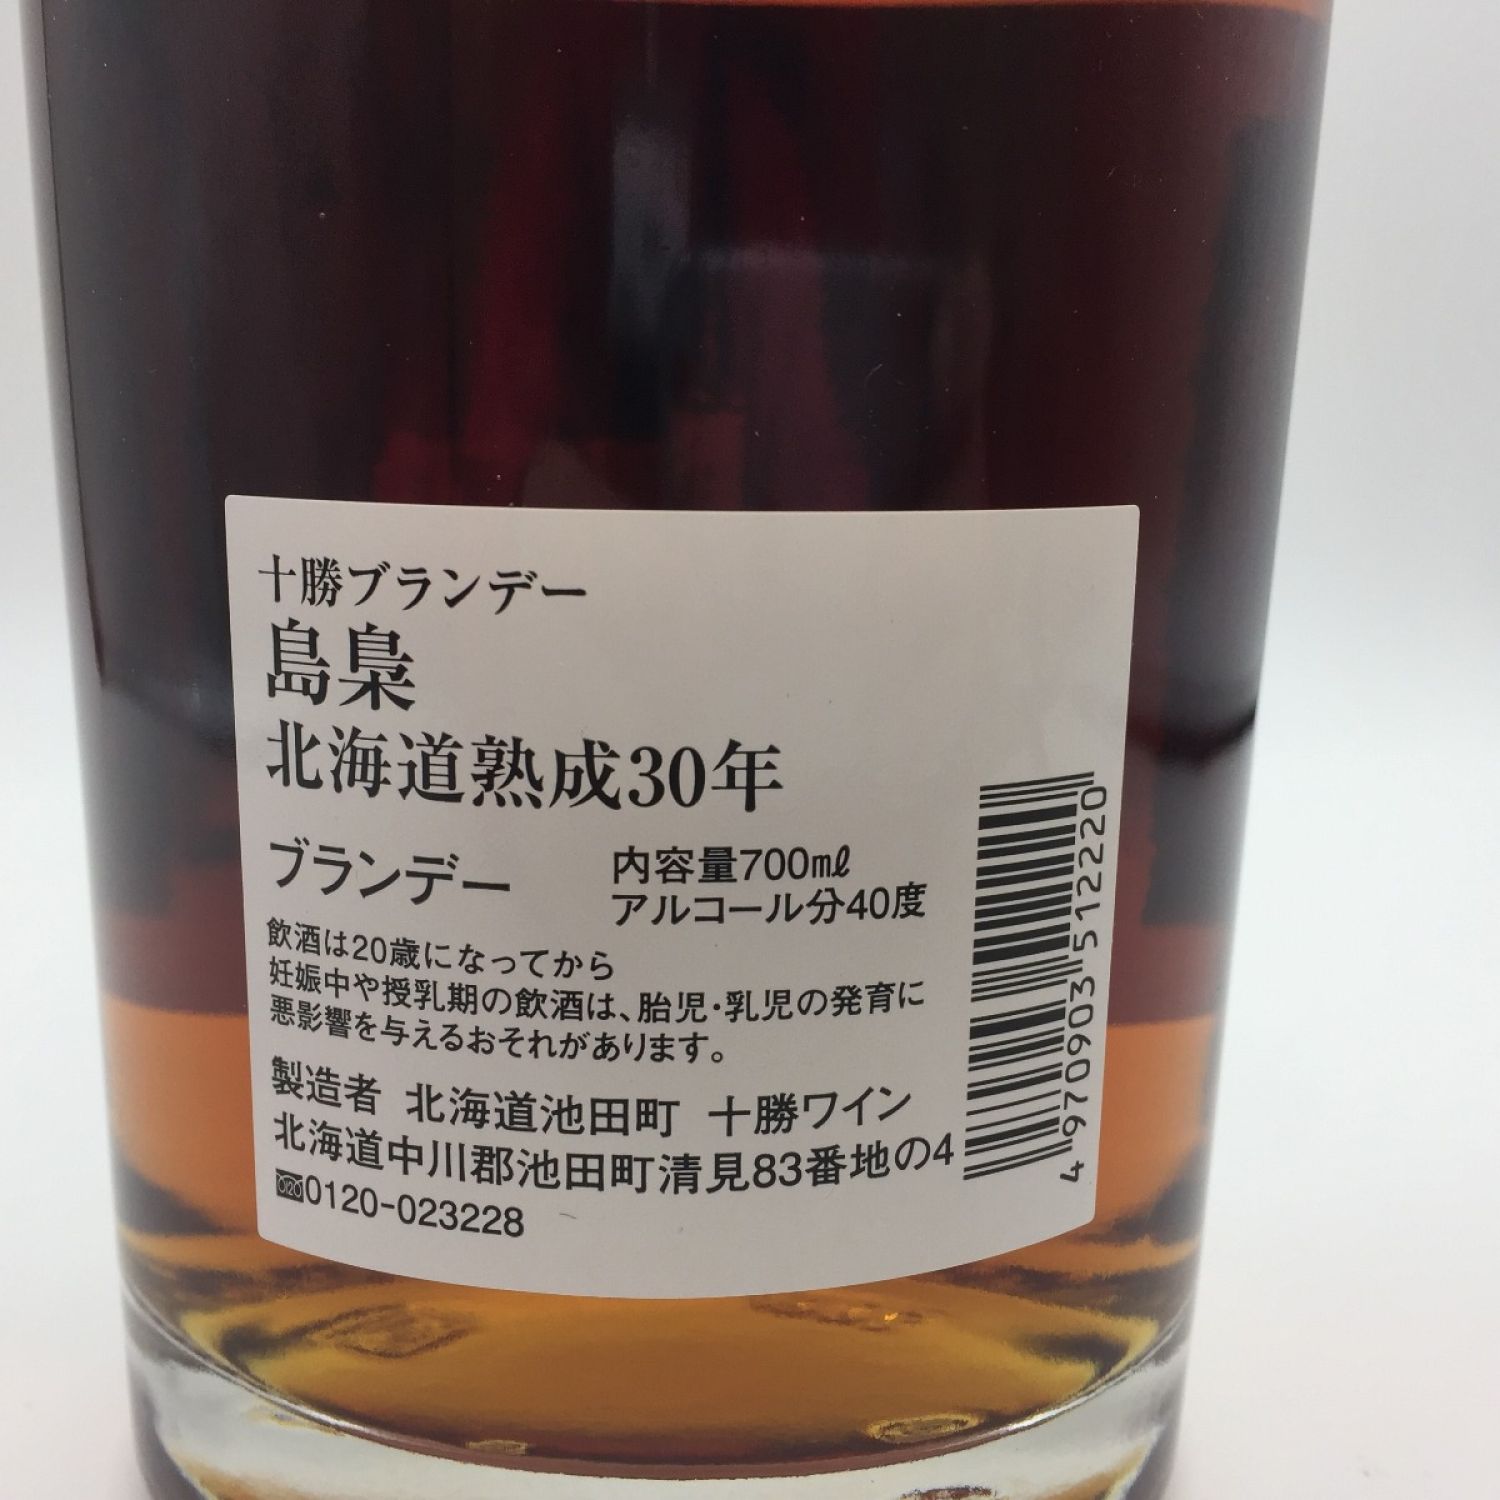 十勝ブランデー
島梟
北海道熟成30年
ブランデー
内容量700㎖
アルコール分40度
飲酒は20歳になってから
妊娠中や授乳期の飲酒は、胎児・乳児の発育に
悪影響を与えるおそれがあります。
製造者 北海道池田町 十勝ワイン
北海道中川郡池田町清見83番地の4
0120-023228
4970903512220